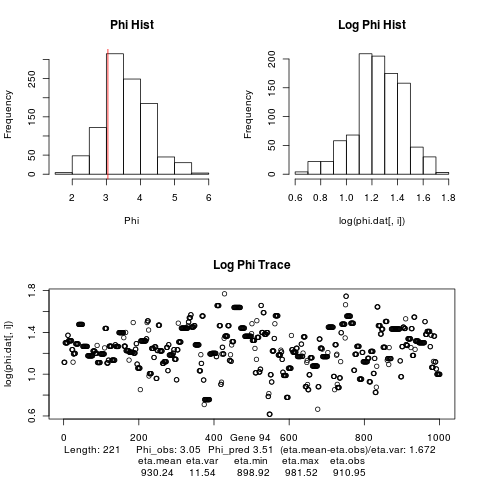 Phi Hist
Log Phi Hist
Frequency
0 50 150 250
2 3 4 5 6
Phi
Frequency
0 50 100 150 200
0.6 0.8 1.0 1.2 1.4 1.6 1.8
log(phi.dat[, i])
Log Phi Trace
log(phi.dat[, i])
0.6 1.0 1.4 1.8
0 200 400 600 800 1000
Gene 94
Length: 221 Phi_obs: 3.05 Phi_pred 3.51 (eta.mean-eta.obs)/eta.var: 1.672
eta.mean eta.var eta.min eta.max eta.obs
930.24 11.54 898.92 981.52 910.95